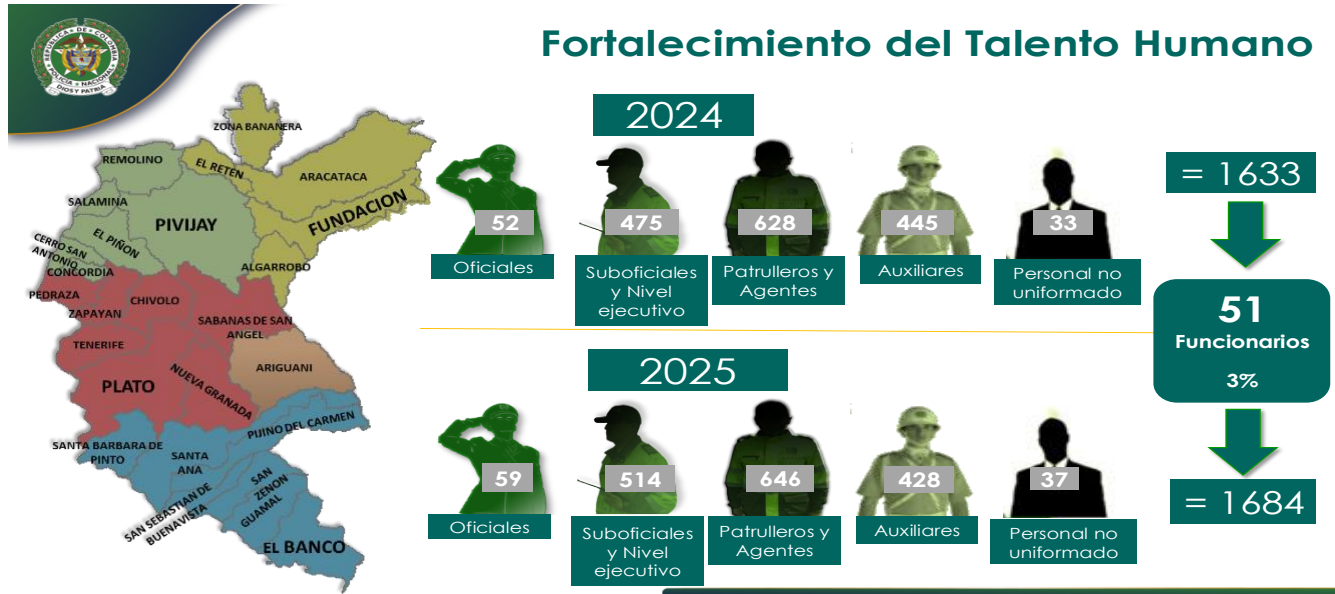 REPUBLICA DE COLOMBIA
POLICIA NACIONAL
DIOS Y PATRIA
Fortalecimiento del Talento Humano
2024
52
475
628
445
33
Oficiales
Suboficiales
y Nivel
ejecutivo
Patrulleros y
Agentes
Auxiliares
Personal no
uniformado
= 1633
51
Funcionarios
3%
2025
59
514
646
428
37
Oficiales
Suboficiales
y Nivel
ejecutivo
Patrulleros y
Agentes
Auxiliares
Personal no
uniformado
= 1684
ZONA BANANERA
REMOLINO
EL RETÉN
ARACATACA
SALAMINA
PIVIJAY
FUNDACION
EL PIÑON
CERRO SAN
ANTONIO
CONCORDIA
ALGARROBO
PEDRAZA
CHIVOLO
ZAPAYAN
SABANAS DE SAN
ANGEL
TENERIFE
ARIGUANI
PLATO
NUEVA GRANADA
PIJINO DEL CARMEN
SANTA BARBARA DE
PINTO
SANTA
ANA
SAN
ZENON
SAN SEBASTIAN DE
BUENAVISTA
GUAMAL
EL BANCO